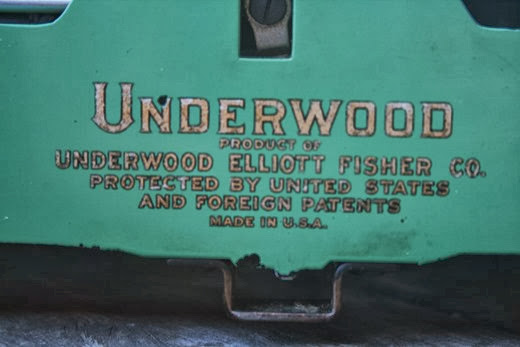 UNDERWOOD
PRODUCT OF
UNDERWOOD ELLIOTT FISHER CO.
PROTECTED BY UNITED STATES
AND FOREIGN PATENTS
MADE IN U.S.A.